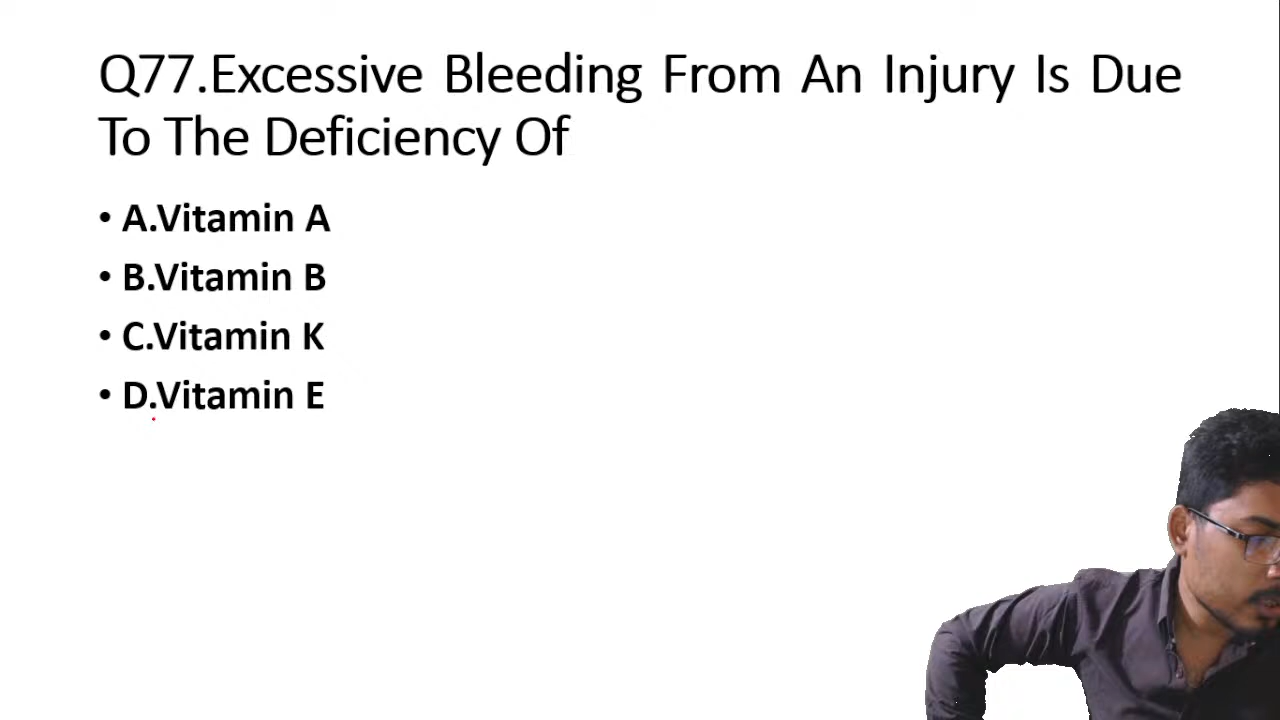 Q77.Excessive Bleeding From An Injury Is Due
To The Deficiency Of
• A.Vitamin A
• B.Vitamin B
• C.Vitamin K
• D.Vitamin E